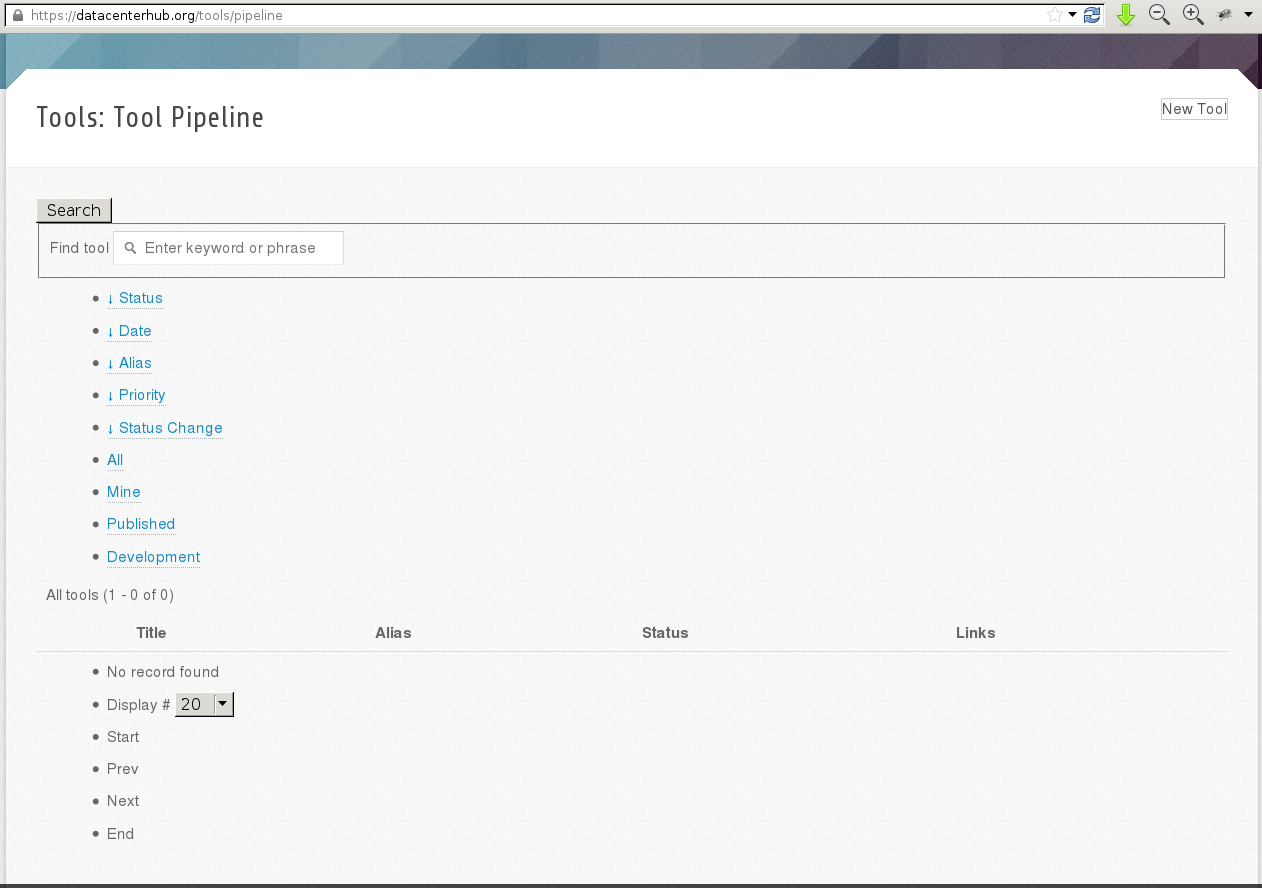 https://datacenterhub.org/tools/pipeline
Tools: Tool Pipeline
New Tool
Search
Find tool Enter keyword or phrase
↓ Status
↓ Date
↓ Alias
↓ Priority
↓ Status Change
All
Mine
Published
Development
All tools (1 - 0 of 0)
Title Alias Status Links
No record found
Display # 20
Start
Prev
Next
End